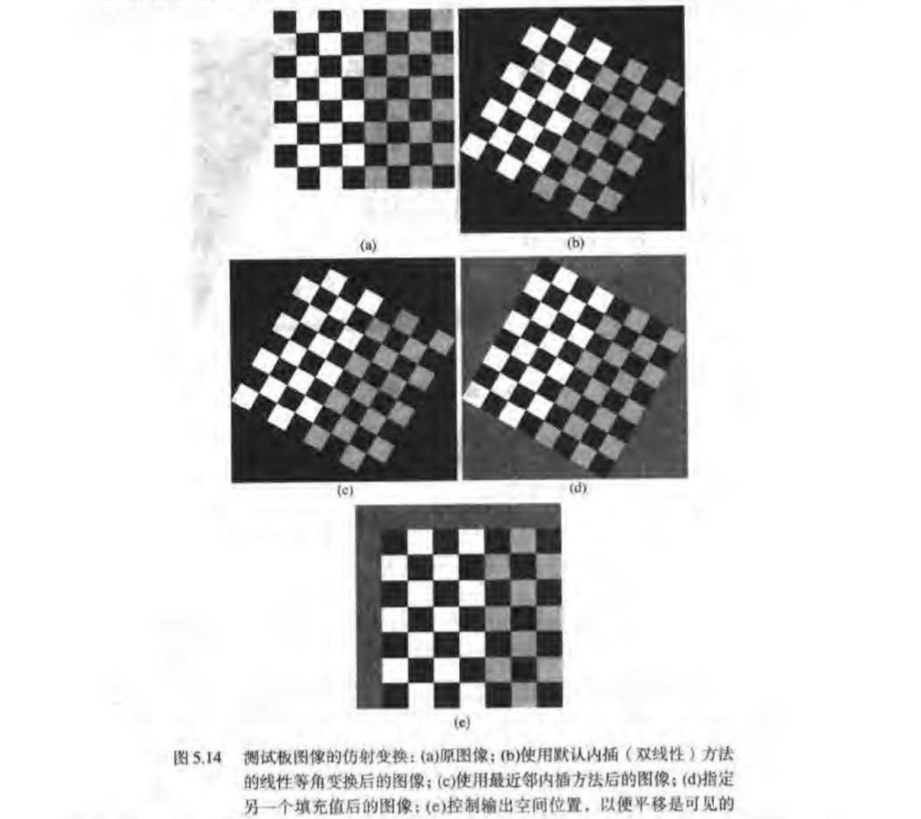 (a)
(b)
(c)
(d)
(e)
图 5.14 测试板图像的仿射变换：(a)原图像；(b)使用默认内插（双线性）方法
的线性等角变换后的图像；(c)使用最近邻内插方法后的图像；(d)指定
另一个填充值后的图像；(e)控制输出空间位置，以便平移是可见的